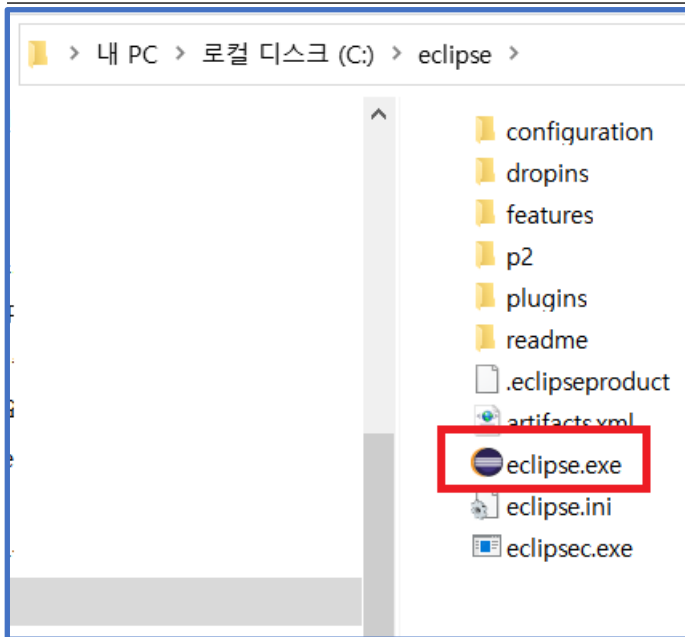 > 내 PC > 로컬 디스크 (C:) > eclipse >
configuration
dropins
features
p2
plugins
readme
.eclipseproduct
artifacts.xml
eclipse.exe
eclipse.ini
eclipsec.exe